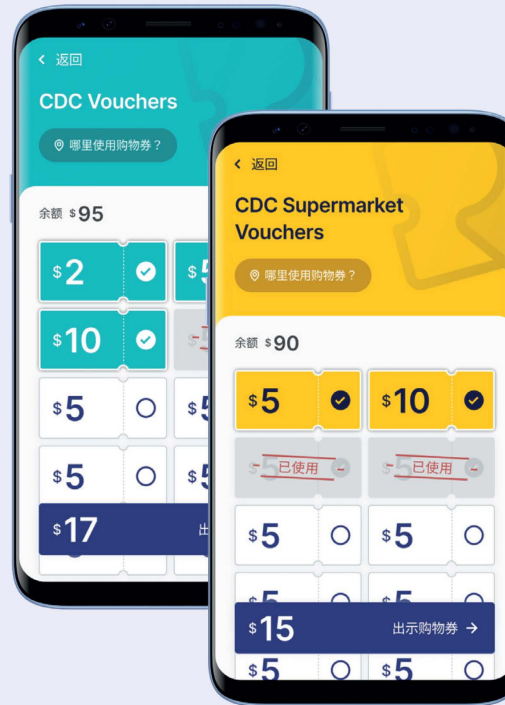 返回
CDC Vouchers
哪里使用购物券？
余额 $95
$2
$10
$5
$5
$17
返回
CDC Supermarket
Vouchers
哪里使用购物券？
余额 $90
$5 $10
已使用 已使用
$5 $5
$5 $5
$15 出示购物券 →
$5 $5